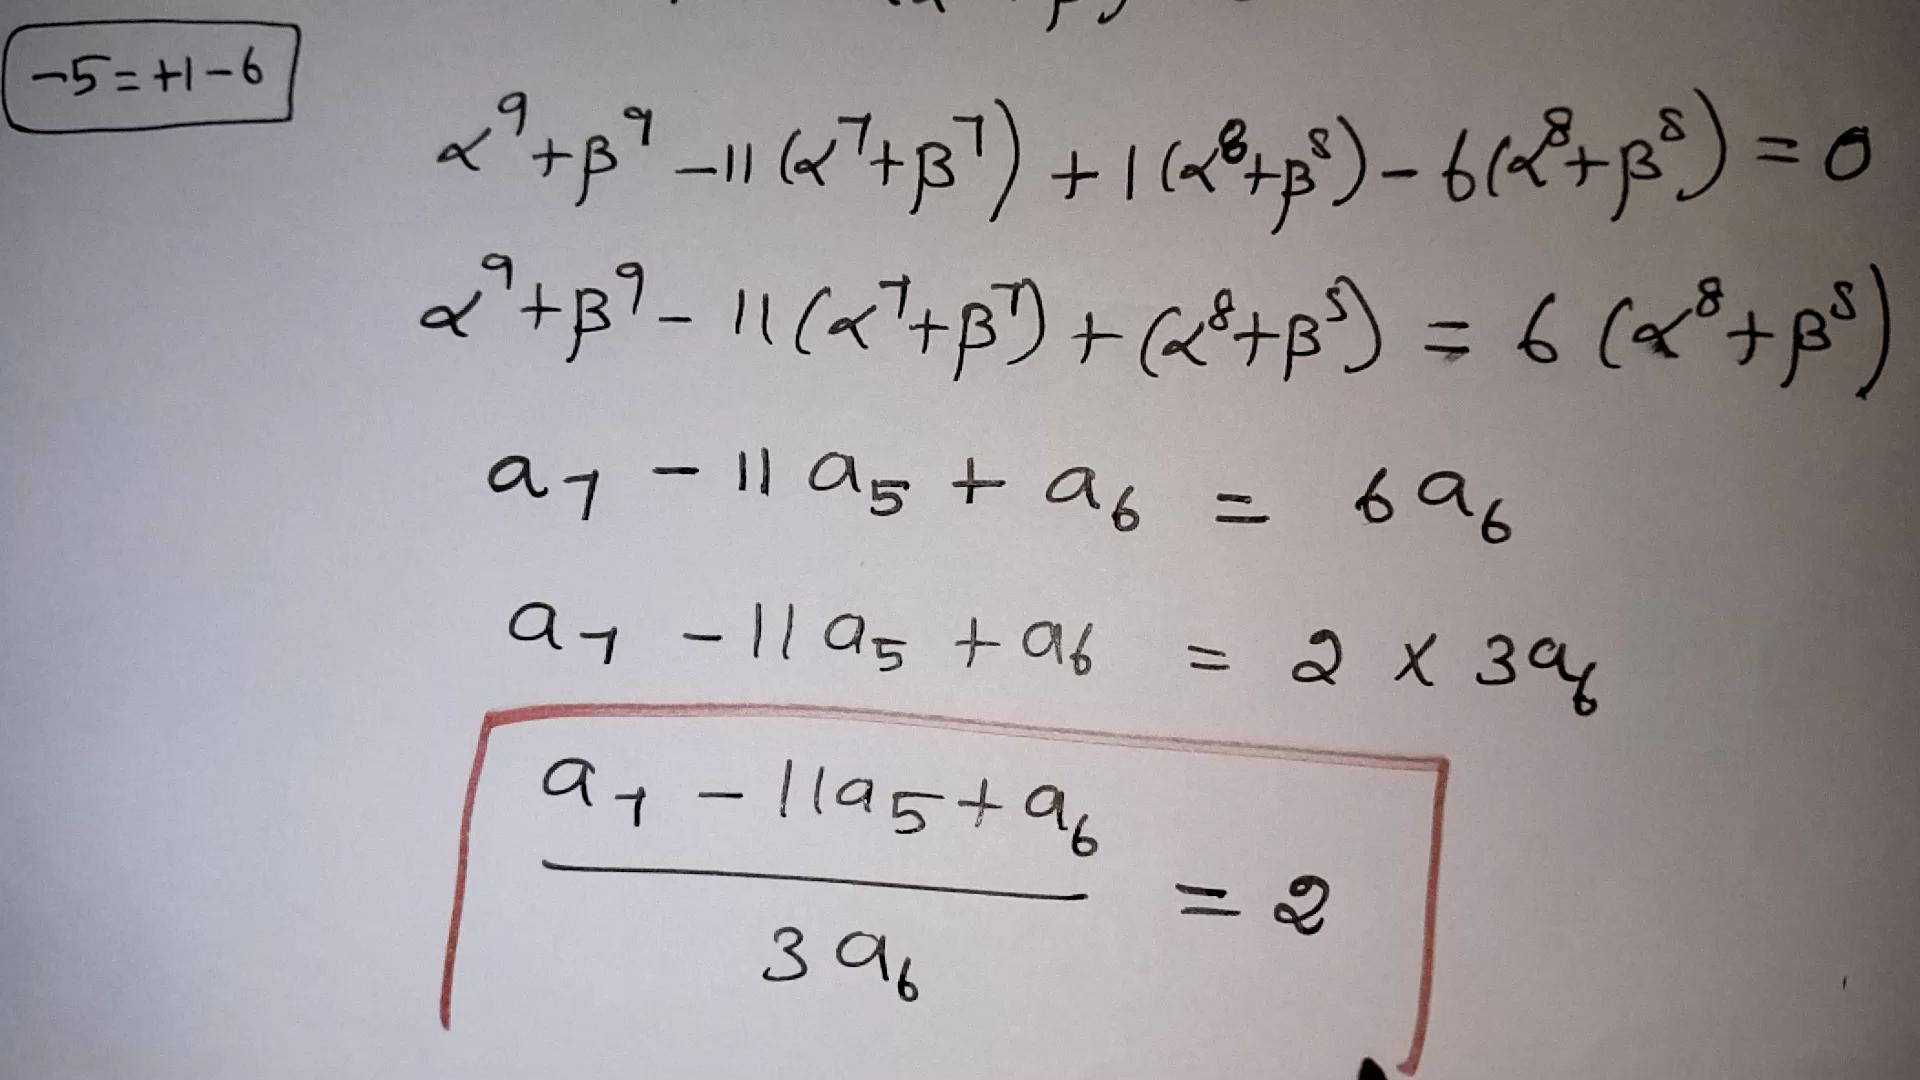 -5=+1-6
α⁹+β⁹-11(α⁷+β⁷)+1(α⁸+β⁸)-6(α⁸+β⁸)=0
α⁹+β⁹-11(α⁷+β⁷)+(α⁸+β⁸)=6(α⁸+β⁸)
a₇-11a₅+a₆=6a₆
a₇-11a₅+a₆=2×3a₆
a₇-11a₅+a₆
=2
3a₆